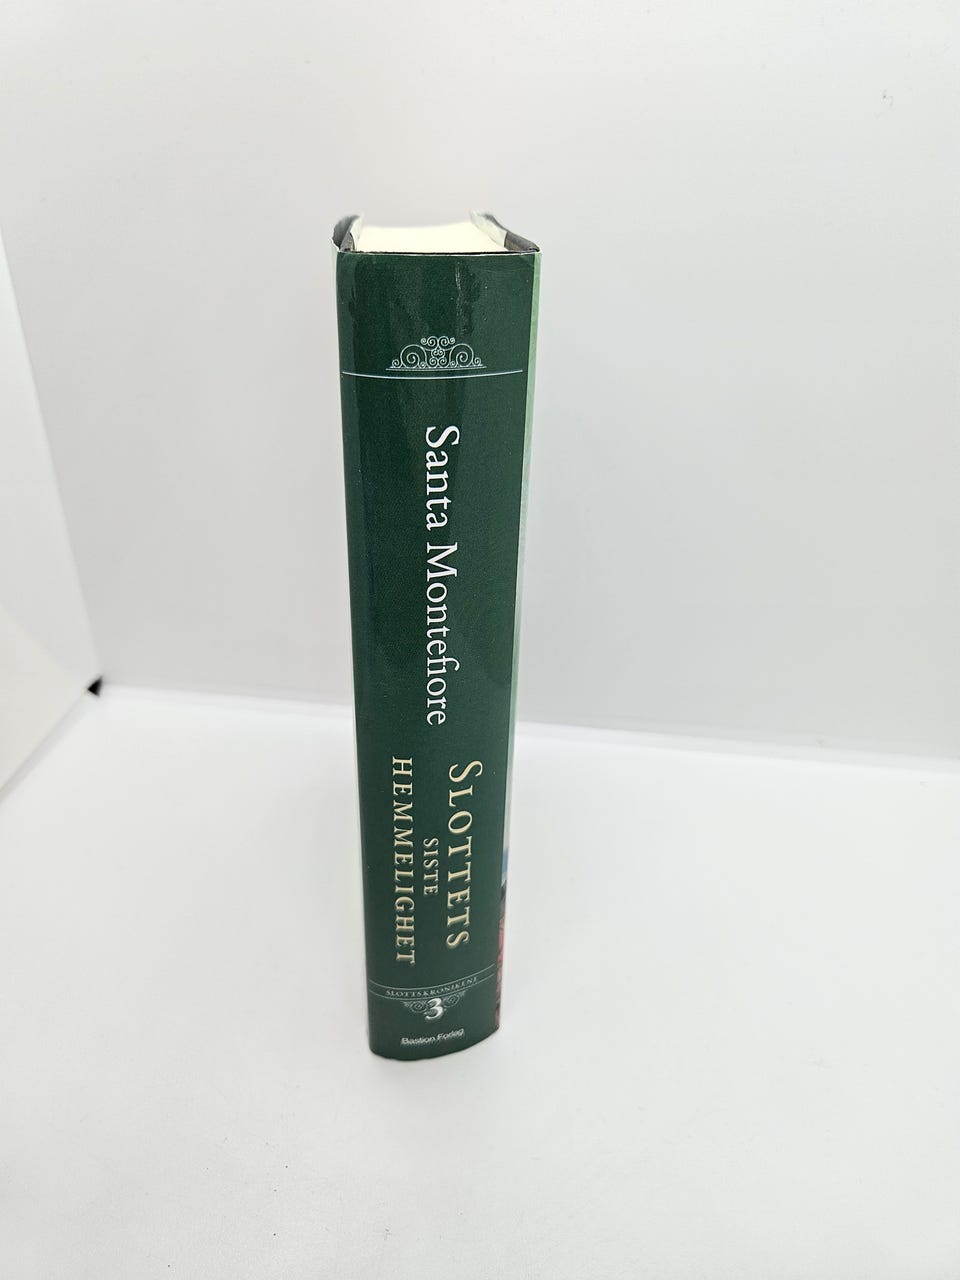 Santa Montefiore
SLOTTETS
SISTE
HEMMELIGHET
SLOTTSKRONIKENE
3
Bastion Forlag